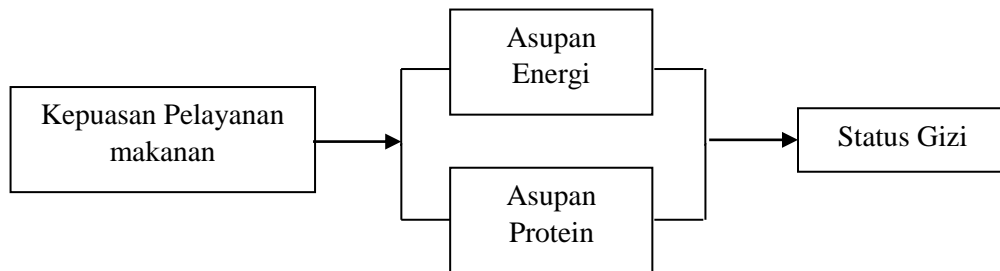 Kepuasan Pelayanan
makanan
Asupan
Energi
Asupan
Protein
Status Gizi